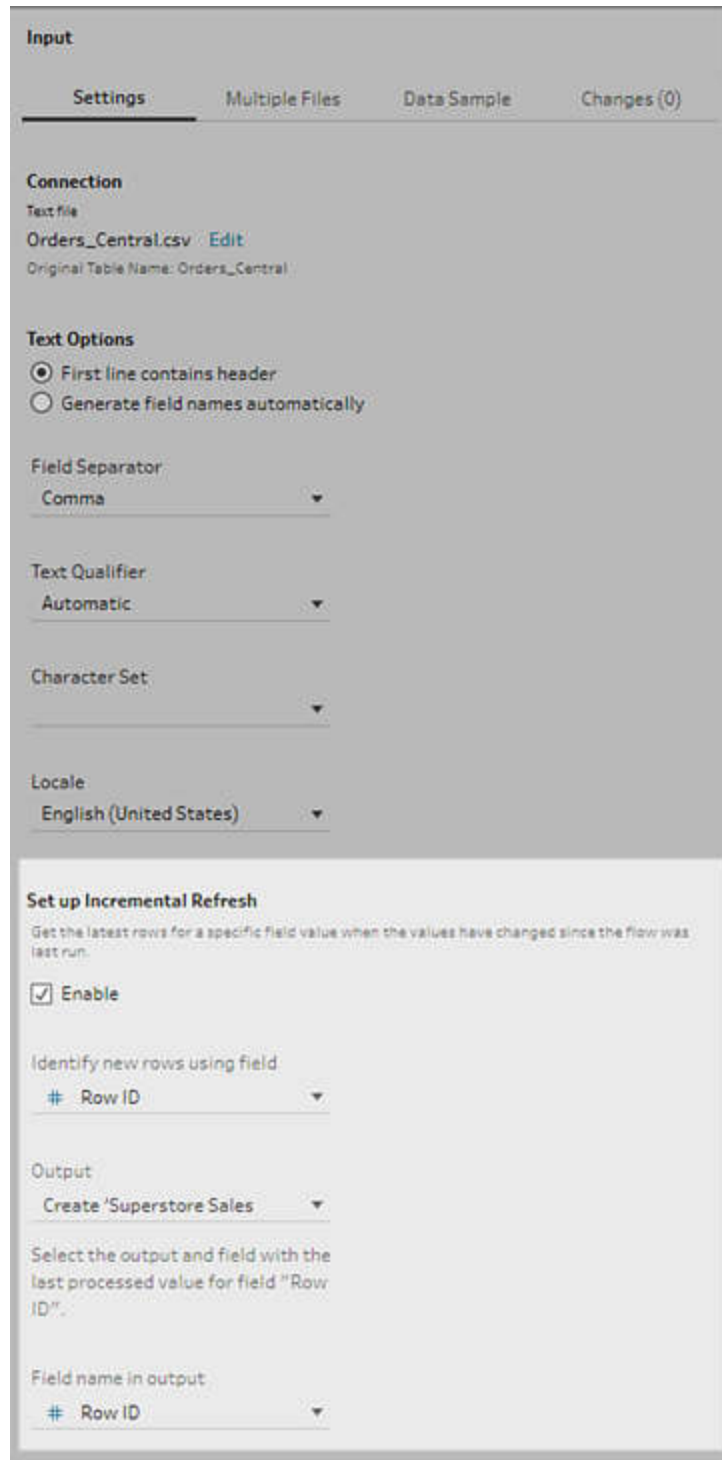 Input
Settings Multiple Files Data Sample Changes (0)
Connection
Text file
Orders_Central.csv Edit
Original Table Name: Orders_Central
Text Options
First line contains header
Generate field names automatically
Field Separator
Comma
Text Qualifier
Automatic
Character Set
Locale
English (United States)
Set up Incremental Refresh
Get the latest rows for a specific field value when the values have changed since the flow was
last run.
Enable
Identify new rows using field
# Row ID
Output
Create 'Superstore Sales
Select the output and field with the
last processed value for field "Row
ID".
Field name in output
# Row ID